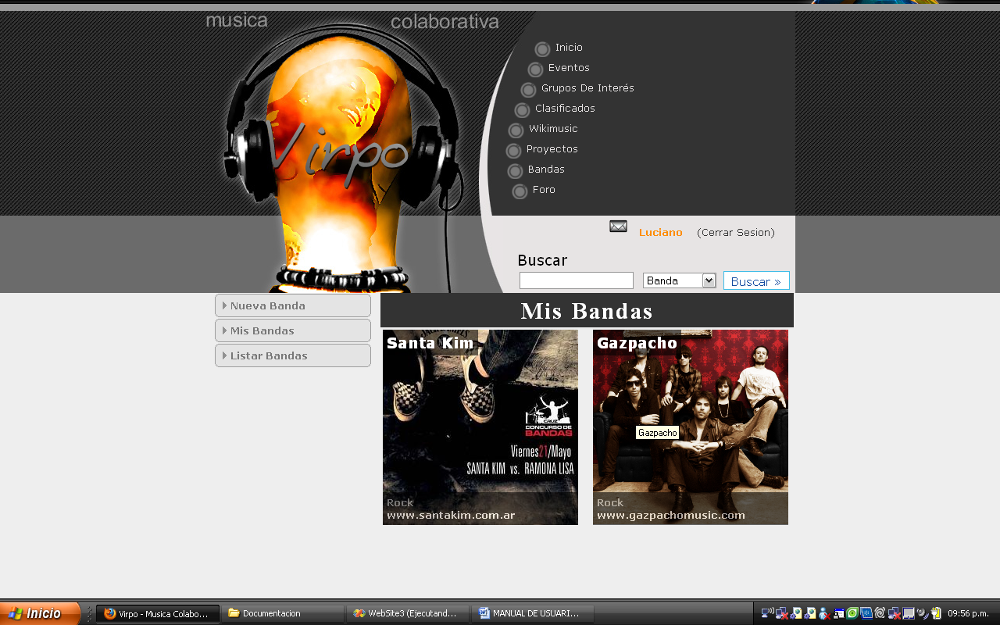 musica colaborativa
Virpo
Inicio
Eventos
Grupos De Interés
Clasificados
Wikimusic
Proyectos
Bandas
Foro
Luciano (Cerrar Sesion)
Buscar
Banda Buscar »
Nueva Banda
Mis Bandas
Listar Bandas
Mis Bandas
Santa Kim
CRUZ
CONCURSO DE
BANDAS
Viernes21/Mayo
SANTA KIM vs. RAMONA LISA
Rock
www.santakim.com.ar
Gazpacho
Gazpacho
Rock
www.gazpachomusic.com
Inicio Virpo - Musica Colabo... Documentacion WebSite3 (Ejecutand... MANUAL DE USUARI... 09:56 p.m.